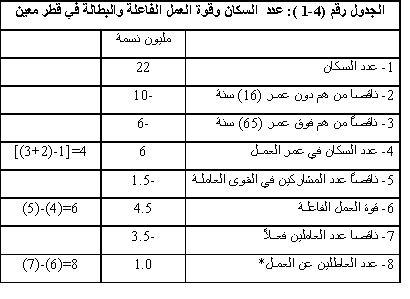 الجدول رقم (4-1): عدد السكان وقوة العمل الفاعلة والبطالة في قطر معين
مليون نسمة
1- عدد السكان 22
2- ناقصا من هم دون عمر (16) سنة 10-
3- ناقصاً من هم فوق عمر (65) سنة 6-
4- عدد السكان في عمر العمل 6 [(3+2)-1]=4
5- ناقصاً عدد المشاركين في القوى العاملة 1.5-
6- قوة العمل الفاعلة 4.5 (5)-(4)=6
7- ناقصا عدد العاملين فعلاً 3.5-
8- عدد العاطلين عن العمل* 1.0 (7)-(6)=8